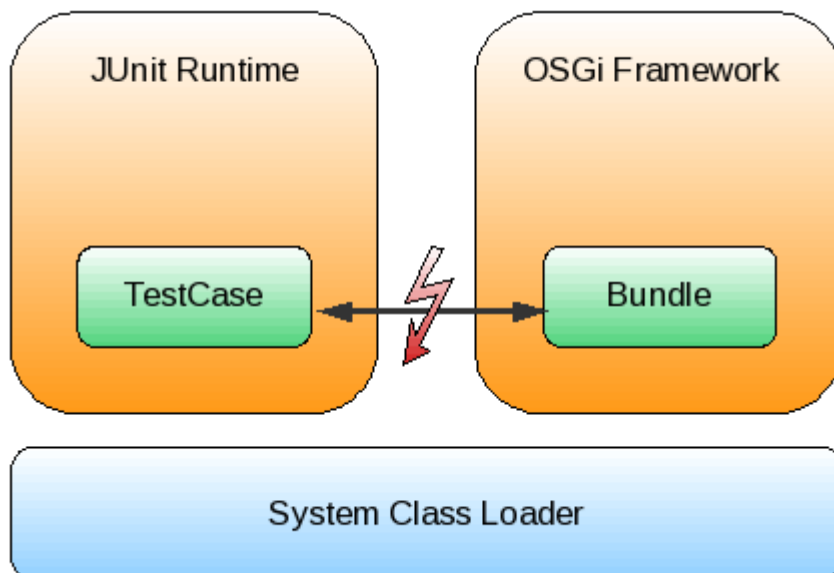 JUnit Runtime
OSGi Framework
TestCase
Bundle
System Class Loader